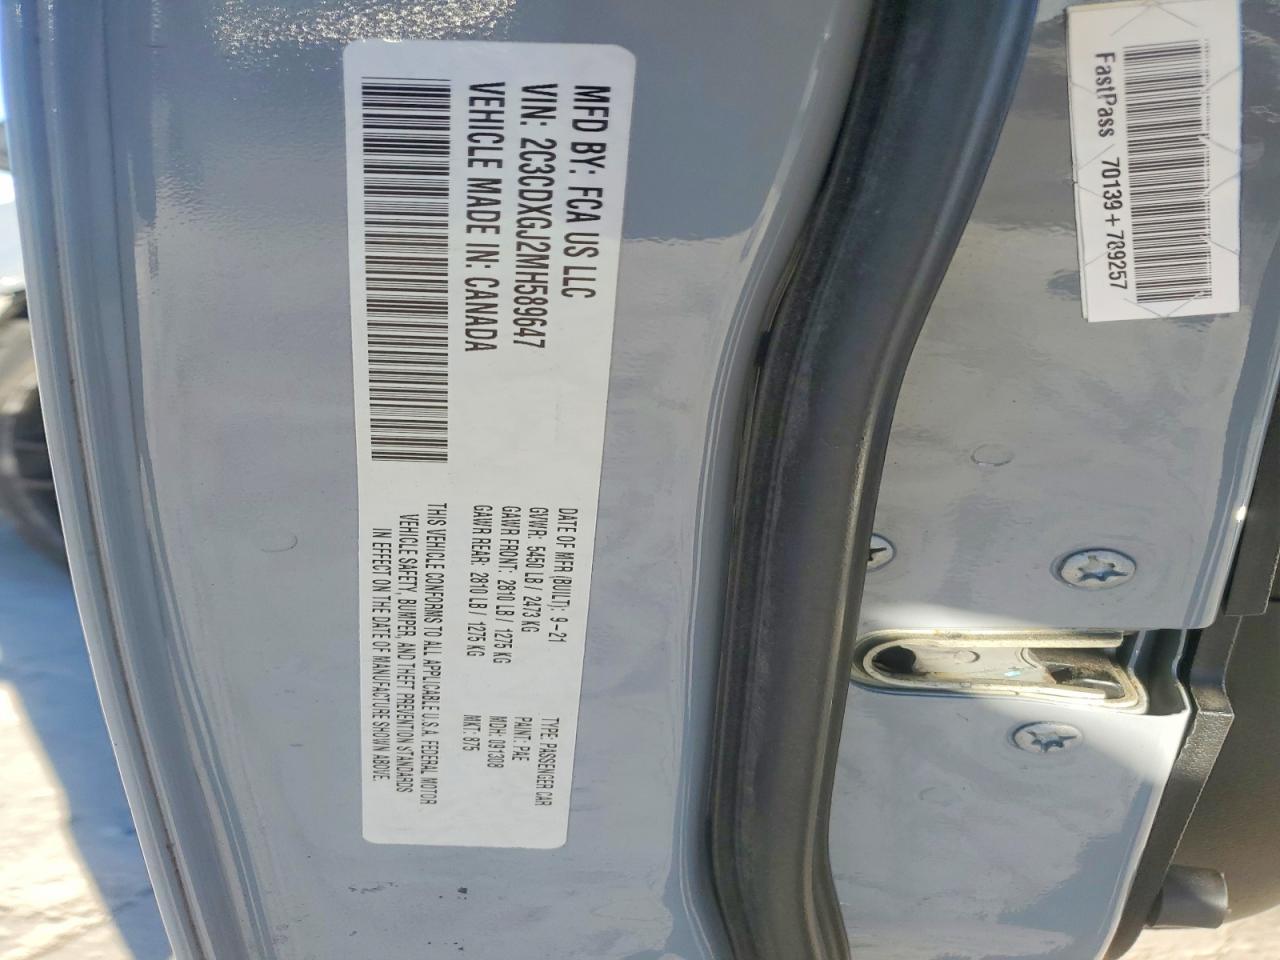 MFD BY: FCA US LLC
VIN: 2C3CDXGJ2MH589647
VEHICLE MADE IN: CANADA
DATE OF MFR (BUILT): 9-21
GVWR: 5450 LB / 2473 KG
GAWR FRONT: 2810 LB / 1275 KG
GAWR REAR: 2810 LB / 1275 KG
TYPE: PASSENGER CAR
PAINT: PAE
MDH: 091308
MKT: 875
THIS VEHICLE CONFORMS TO ALL APPLICABLE U.S.A. FEDERAL MOTOR
VEHICLE SAFETY, BUMPER, AND THEFT PREVENTION STANDARDS
IN EFFECT ON THE DATE OF MANUFACTURE SHOWN ABOVE.
FastPass 70139+789257